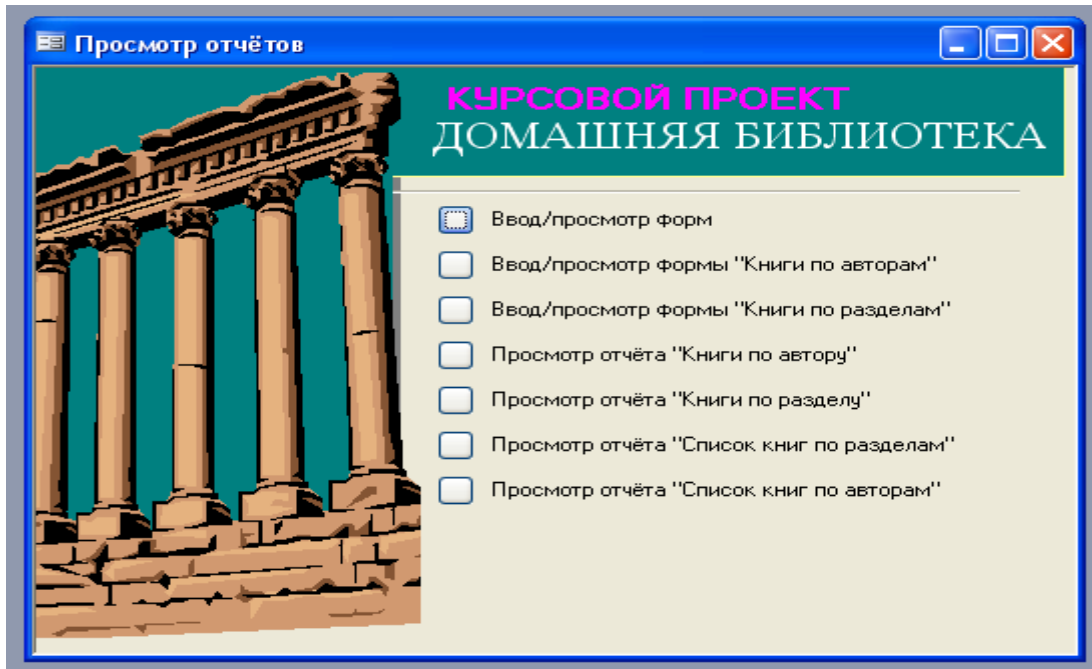 Просмотр отчётов
КУРСОВОЙ ПРОЕКТ
ДОМАШНЯЯ БИБЛИОТЕКА
Ввод/просмотр форм
Ввод/просмотр формы "Книги по авторам"
Ввод/просмотр формы "Книги по разделам"
Просмотр отчёта "Книги по автору"
Просмотр отчёта "Книги по разделу"
Просмотр отчёта "Список книг по разделам"
Просмотр отчёта "Список книг по авторам"